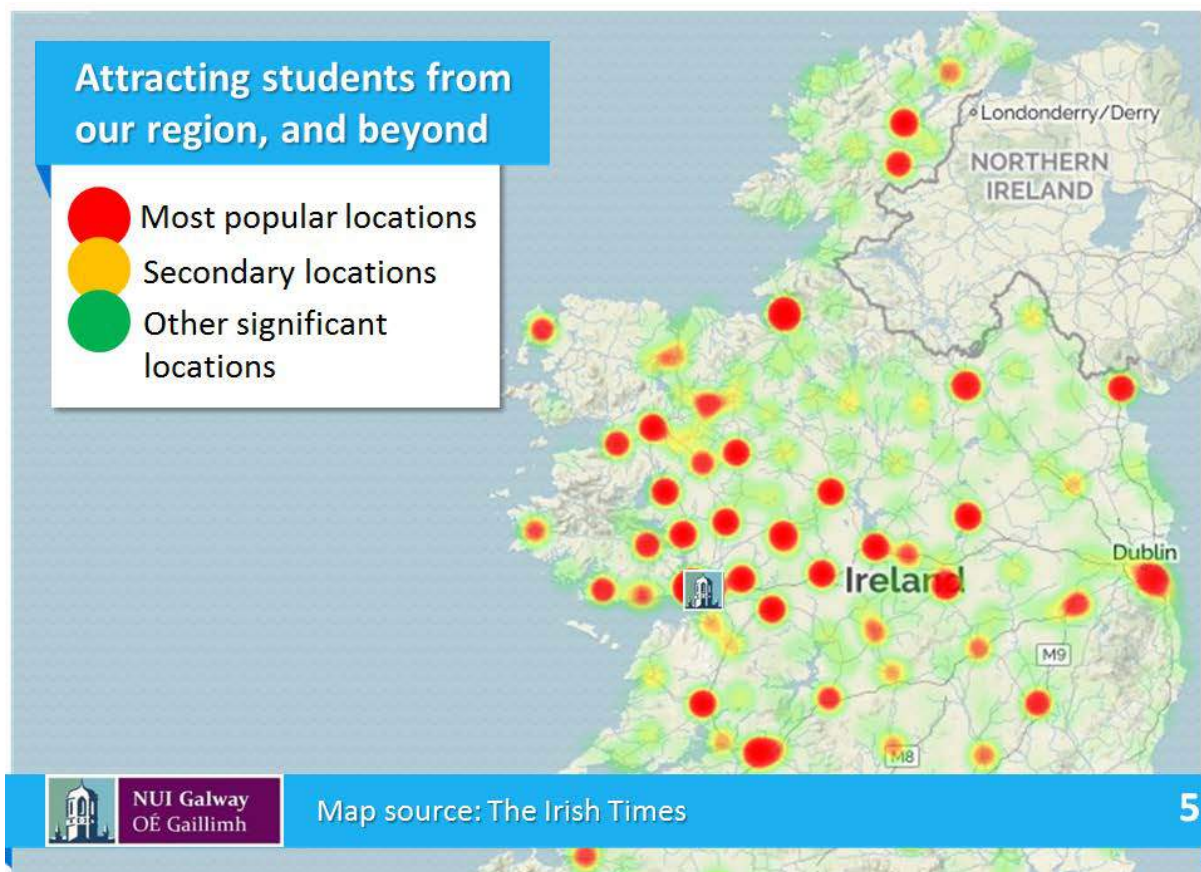 Attracting students from
our region, and beyond
Most popular locations
Secondary locations
Other significant
locations
Londonderry/Derry
NORTHERN
IRELAND
Dublin
Ireland
M9
M8
NUI Galway
OÉ Gaillimh
Map source: The Irish Times
5